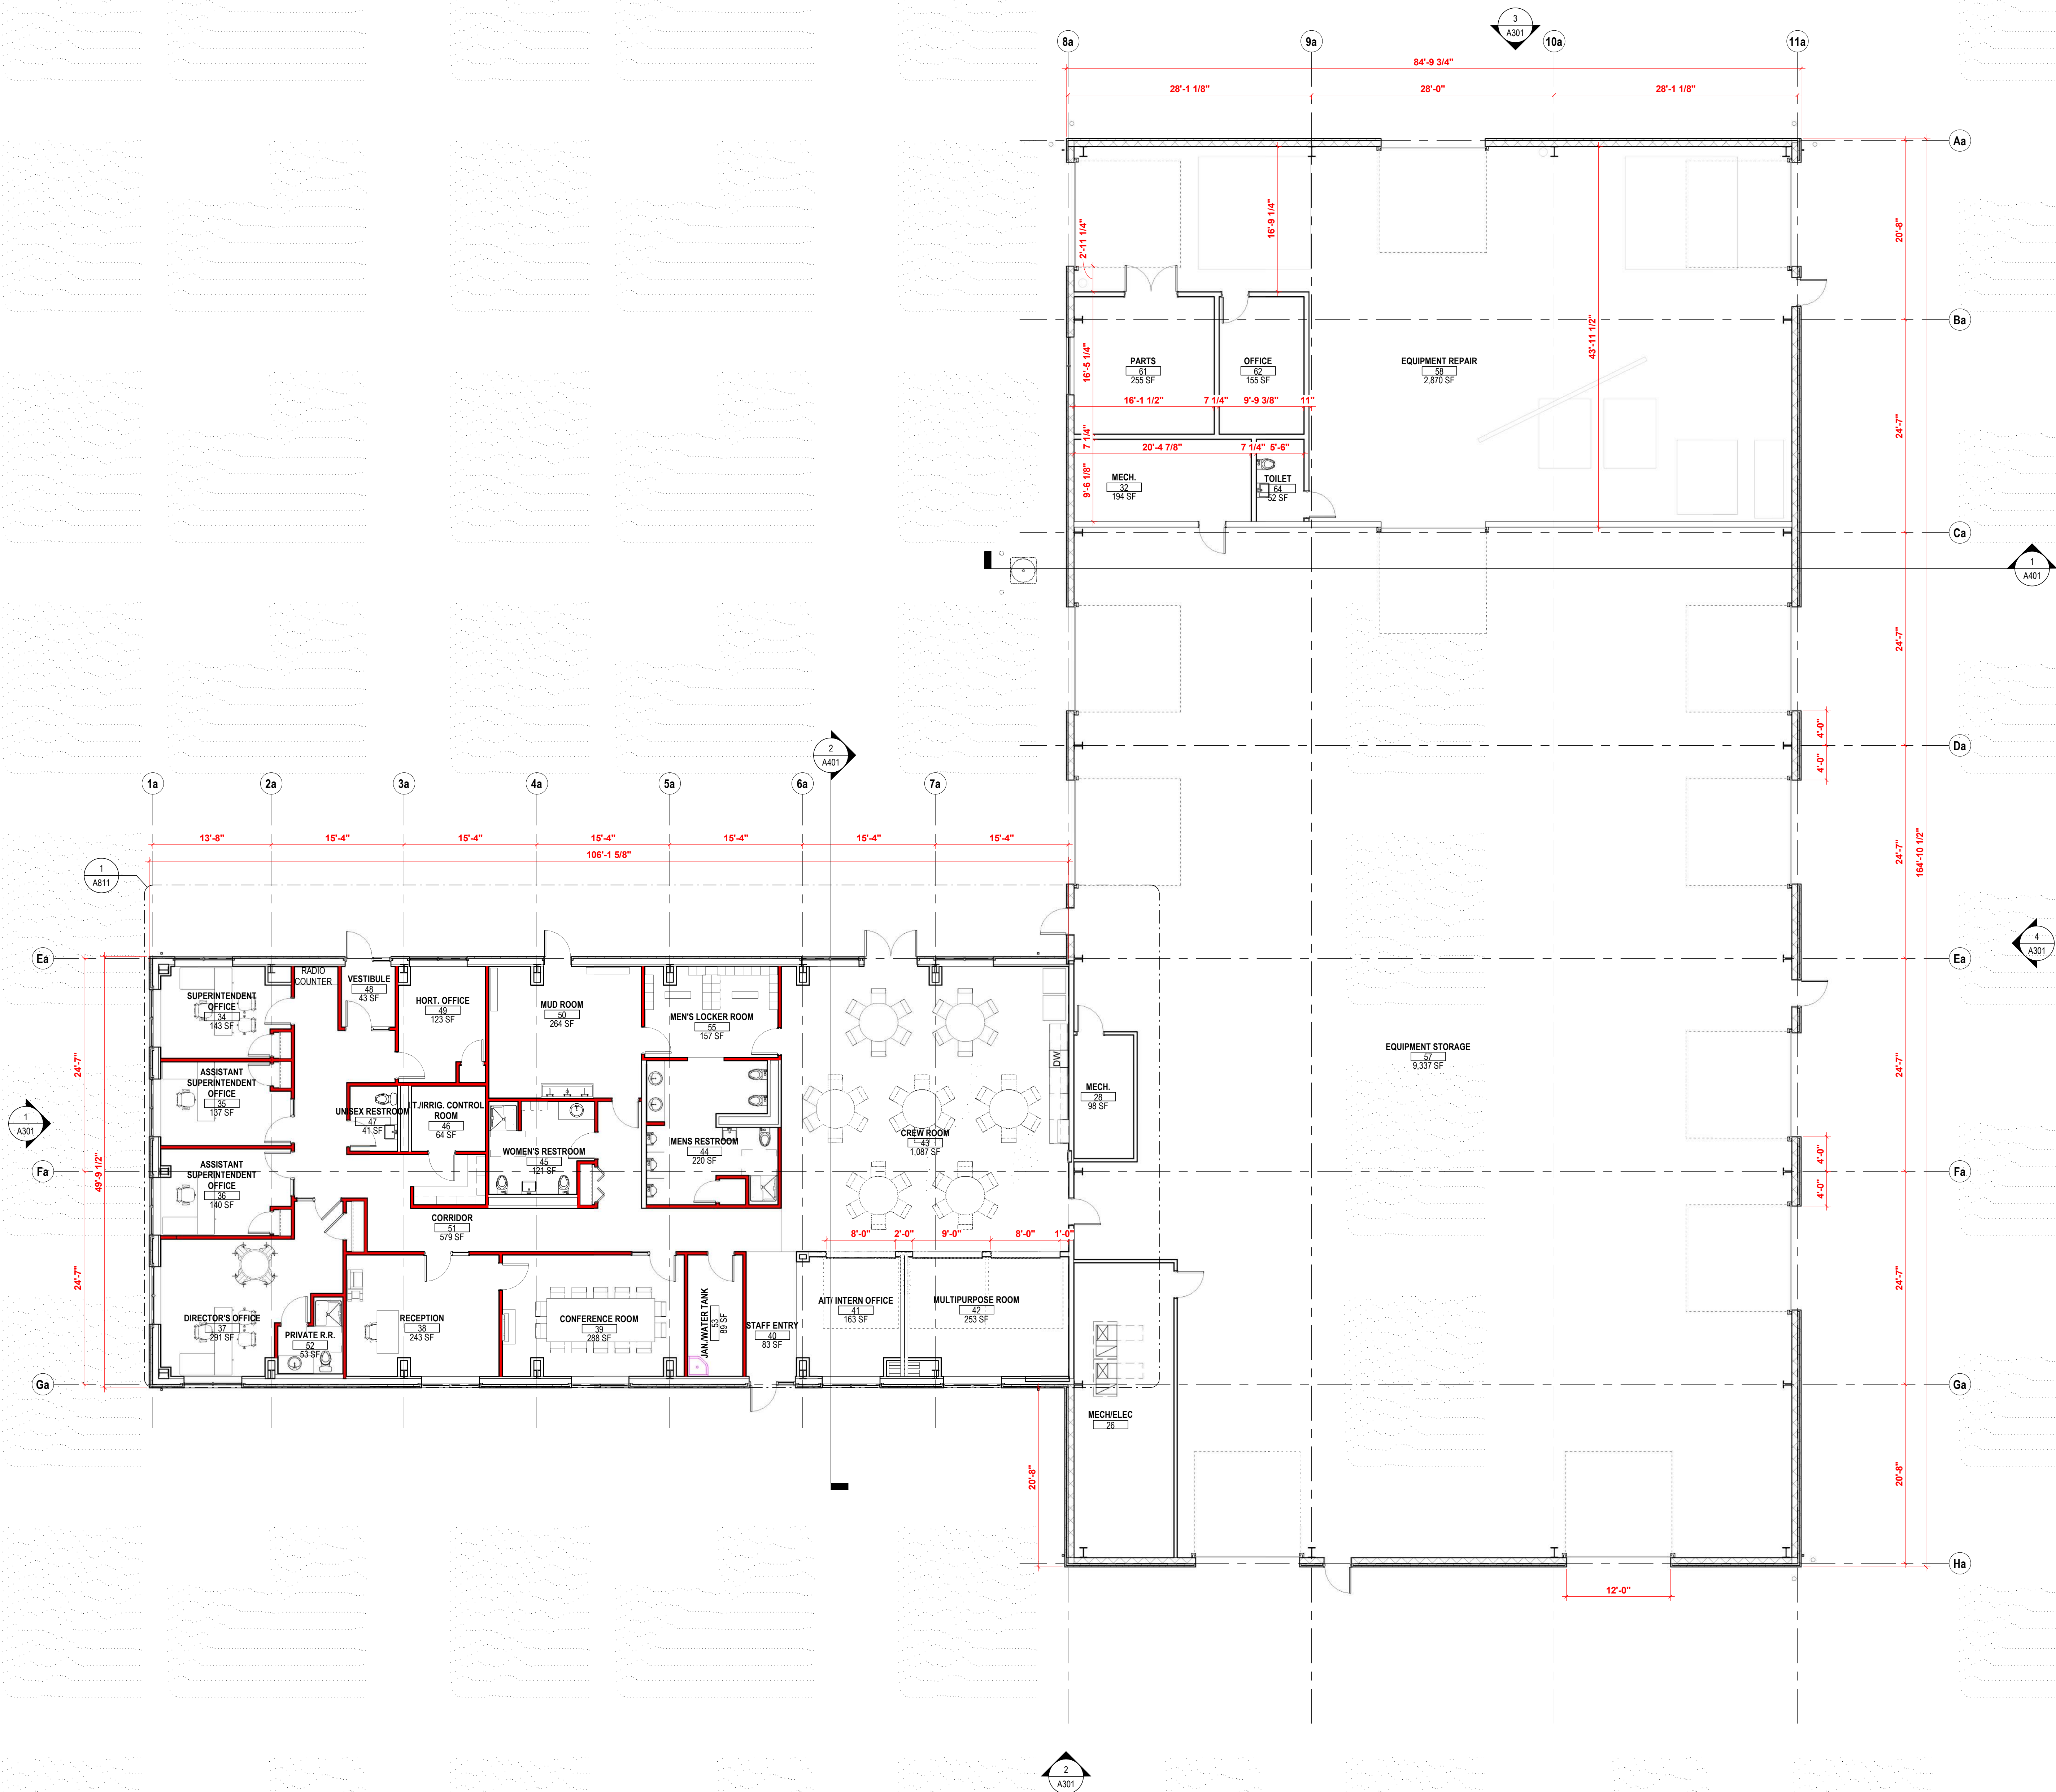 3
A301
8a
9a
10a
11a
84'-9 3/4"
28'-1 1/8"
28'-0"
28'-1 1/8"
Aa
20'-8"
2'-11 1/4"
16'-9 1/4"
Ba
PARTS
61
255 SF
OFFICE
62
155 SF
EQUIPMENT REPAIR
58
2,870 SF
43'-11 1/2"
16'-5 1/4"
16'-1 1/2"
7 1/4"
9'-9 3/8"
11"
24'-7"
7 1/4"
20'-4 7/8"
7 1/4"
5'-6"
9'-6 1/8"
MECH.
32
194 SF
TOILET
64
52 SF
Ca
1
A401
24'-7"
4'-0"
Da
4'-0"
2
A401
1a
2a
3a
4a
5a
6a
7a
13'-8"
15'-4"
15'-4"
15'-4"
15'-4"
15'-4"
15'-4"
106'-1 5/8"
24'-7"
164'-10 1/2"
1
A811
4
A301
Ea
Ea
RADIO
COUNTER
VESTIBULE
48
43 SF
SUPERINTENDENT
OFFICE
34
143 SF
HORT. OFFICE
49
123 SF
MUD ROOM
50
264 SF
MEN'S LOCKER ROOM
55
157 SF
EQUIPMENT STORAGE
57
9,337 SF
DW
24'-7"
24'-7"
ASSISTANT
SUPERINTENDENT
OFFICE
35
137 SF
MECH.
28
98 SF
UNISEX RESTROOM
47
41 SF
I.T./IRRIG. CONTROL
ROOM
46
64 SF
1
A301
WOMEN'S RESTROOM
45
121 SF
MENS RESTROOM
44
220 SF
CREW ROOM
43
1,087 SF
4'-0"
Fa
Fa
4'-0"
49'-9 1/2"
ASSISTANT
SUPERINTENDENT
OFFICE
36
140 SF
CORRIDOR
51
579 SF
8'-0"
2'-0"
9'-0"
8'-0"
1'-0"
24'-7"
24'-7"
DIRECTOR'S OFFICE
37
291 SF
PRIVATE R.R.
52
53 SF
RECEPTION
38
243 SF
CONFERENCE ROOM
39
288 SF
JAN./WATER TANK
53
89 SF
STAFF ENTRY
40
83 SF
AIT/ INTERN OFFICE
41
163 SF
MULTIPURPOSE ROOM
42
253 SF
Ga
Ga
MECH/ELEC
26
20'-8"
20'-8"
Ha
12'-0"
2
A301